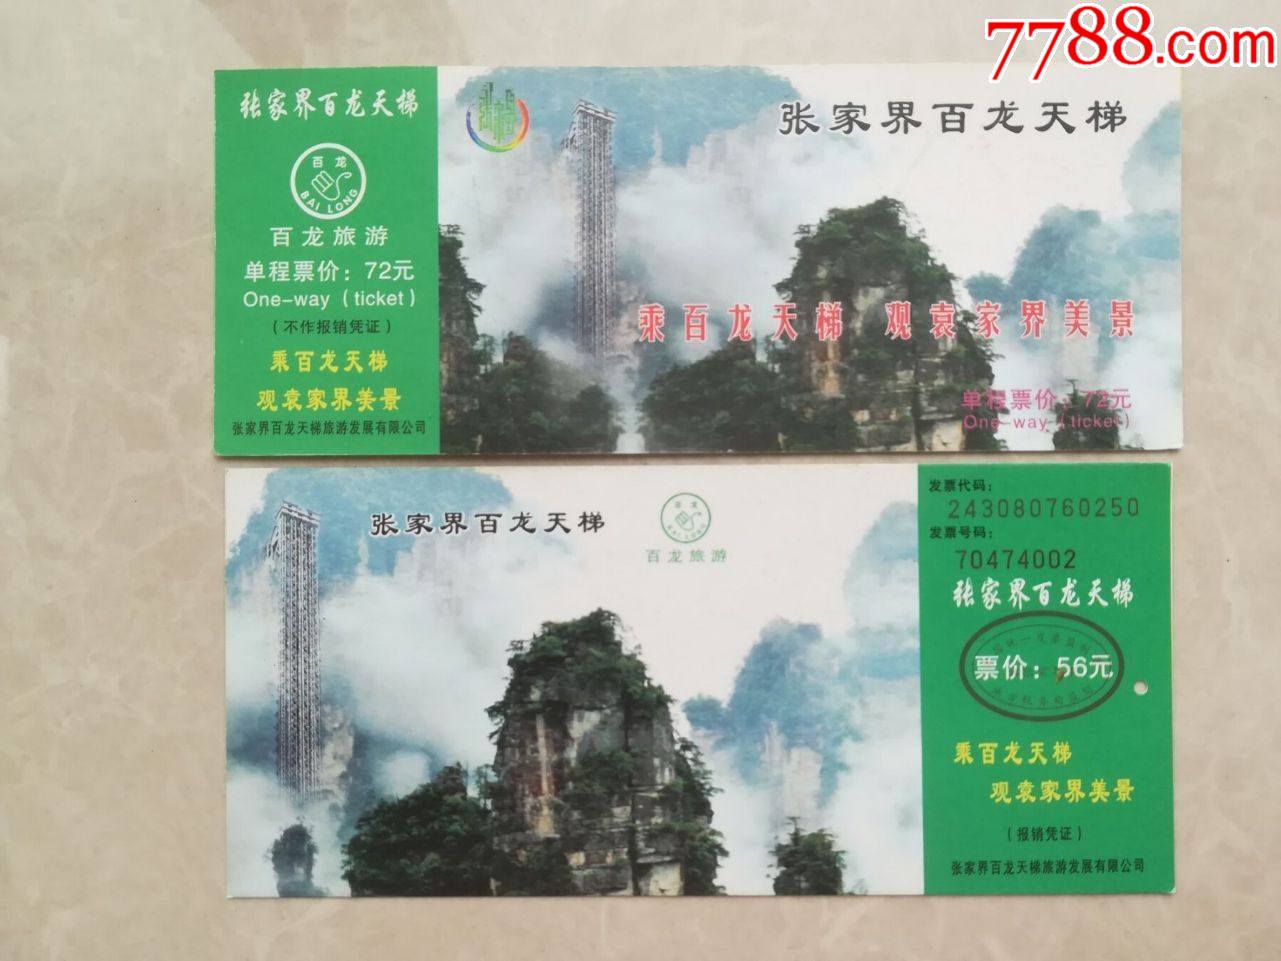 7788.com
张家界百龙天梯
百龙
BAI LONG
百龙旅游
单程票价：72元
One-way (ticket)
（不作报销凭证）
乘百龙天梯
观袁家界美景
张家界百龙天梯旅游发展有限公司
张家界百龙天梯
乘百龙天梯 观袁家界美景
单程票价：72元
One-way (ticket)
张家界百龙天梯
百龙
BAI LONG
百龙旅游
发票代码：
243080760250
发票号码：
70474002
张家界百龙天梯
票价：56元
乘百龙天梯
观袁家界美景
（报销凭证）
张家界百龙天梯旅游发展有限公司